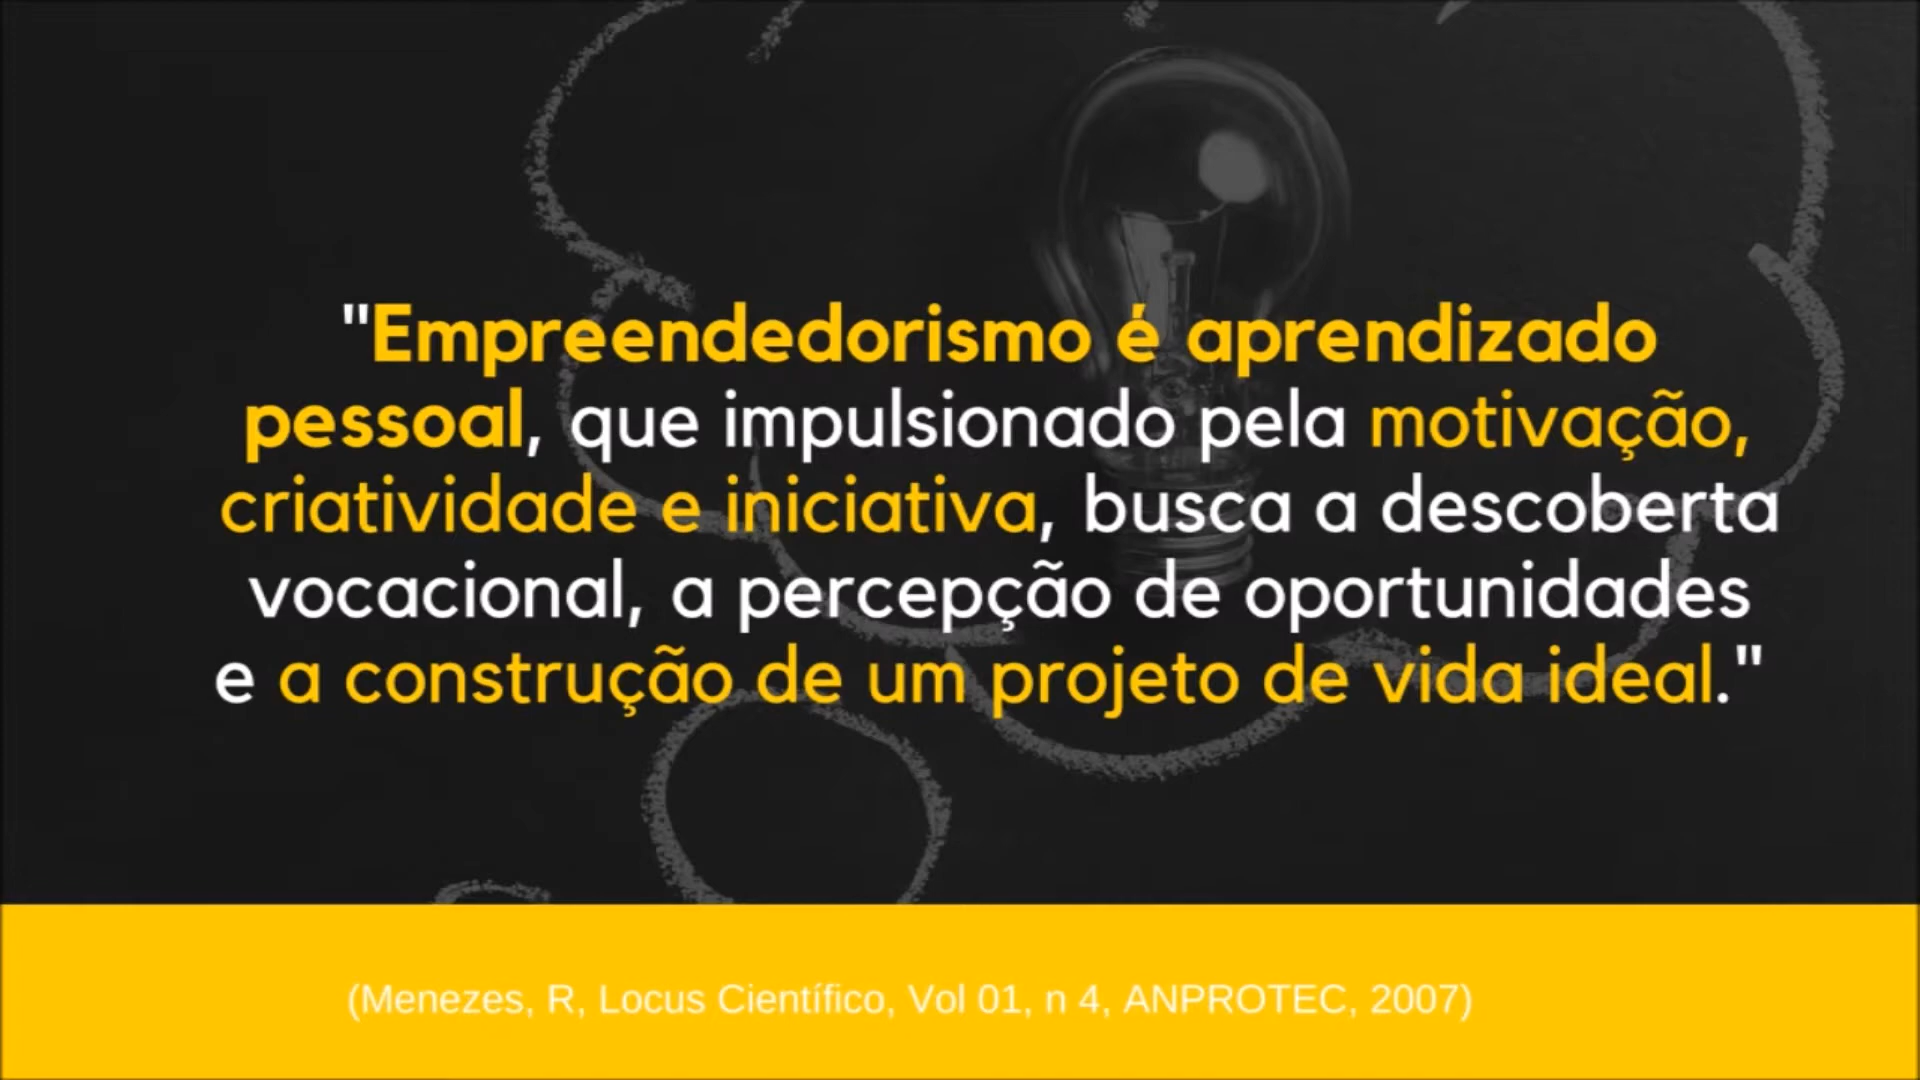 "Empreendedorismo é aprendizado
pessoal, que impulsionado pela motivação,
criatividade e iniciativa, busca a descoberta
vocacional, a percepção de oportunidades
e a construção de um projeto de vida ideal."
(Menezes, R, Locus Científico, Vol 01, n 4, ANPROTEC, 2007)